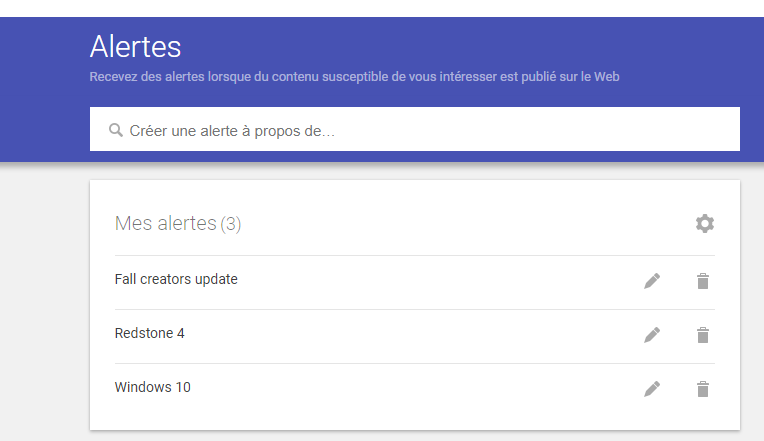 Alertes
Recevez des alertes lorsque du contenu susceptible de vous intéresser est publié sur le Web
Créer une alerte à propos de…
Mes alertes (3)
Fall creators update
Redstone 4
Windows 10